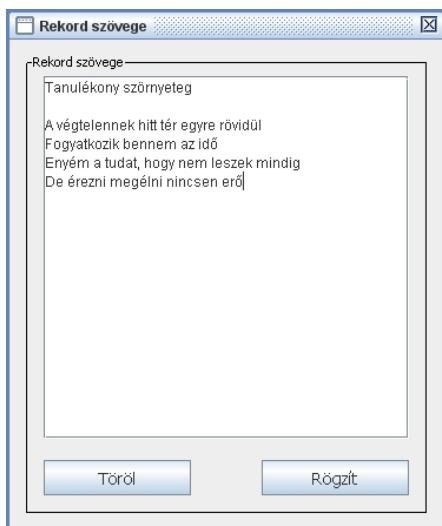 Rekord szövege
Rekord szövege
Tanulékony szörnyeteg
A végtelennek hitt tér egyre rövidül
Fogyatkozik bennem az idő
Enyém a tudat, hogy nem leszek mindig
De érezni megélni nincsen erő
Töröl
Rögzít